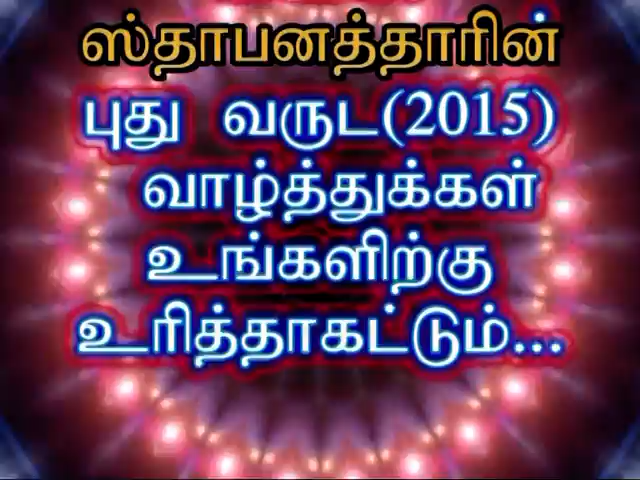 ஸ்தாபனத்தாரின்
புது வருட(2015)
வாழ்த்துக்கள்
உங்களிற்கு
உரித்தாகட்டும்...